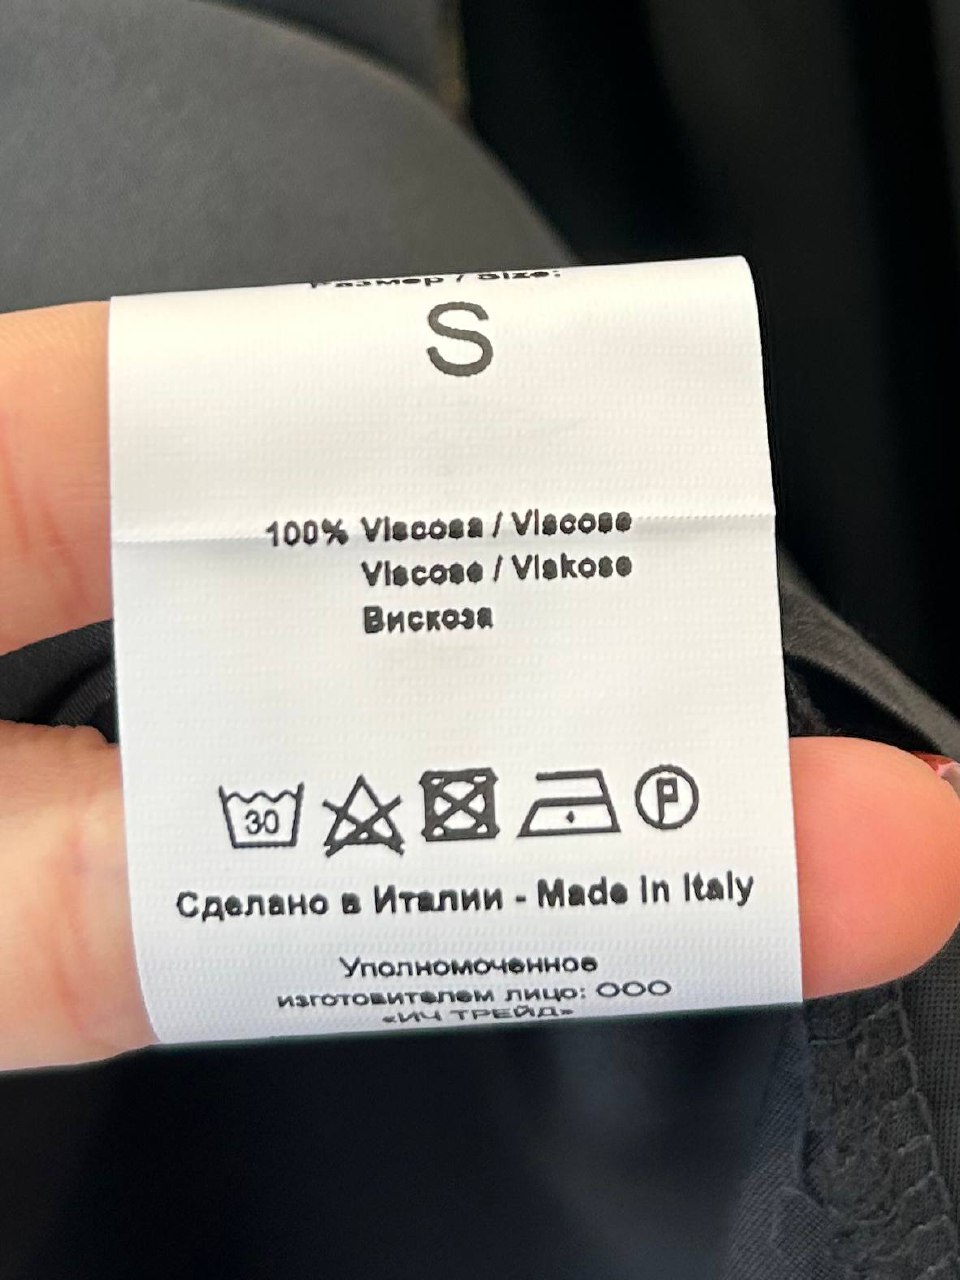 Размер / Size:
S
100% Viscosa / Viscose
Viscose / Viskose
Вискоза
30
P
Сделано в Италии - Made in Italy
Уполномоченное
изготовителем лицо: ООО
«ИЧ ТРЕЙД»